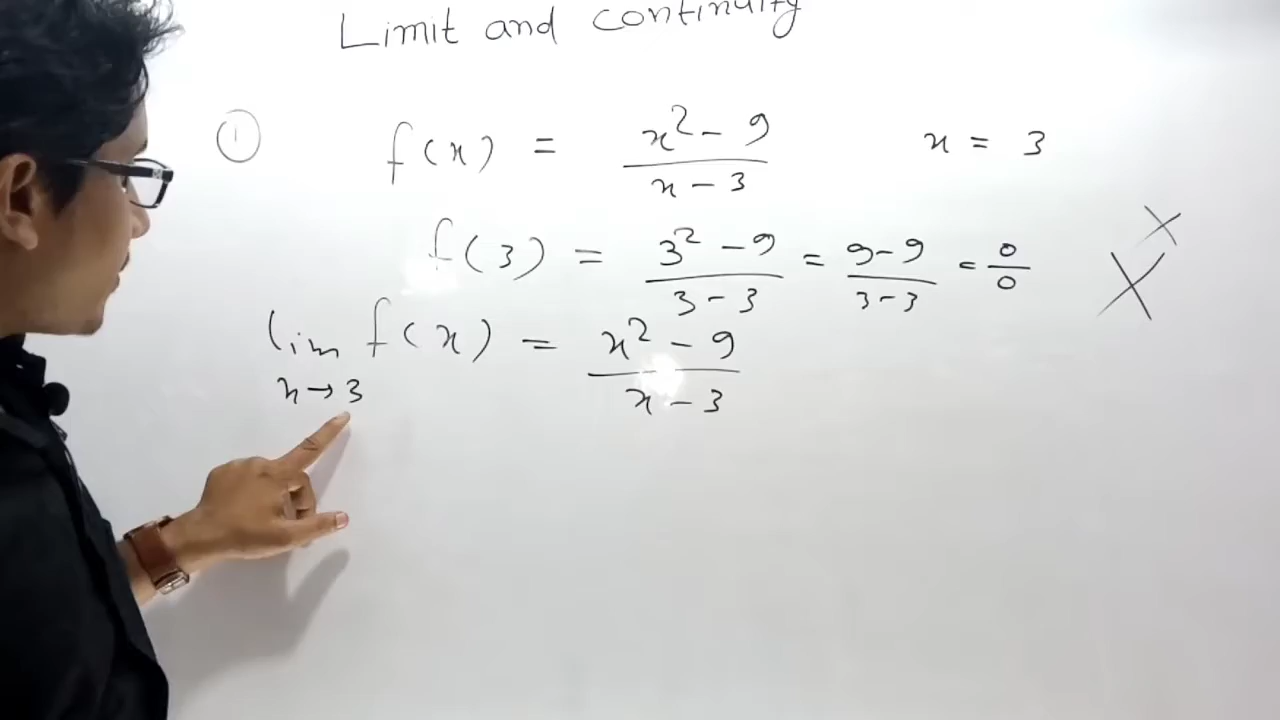 Limit and continuity
① f(x) = x² - 9 / x - 3 x = 3
f(3) = 3² - 9 / 3 - 3 = 9 - 9 / 3 - 3 = 0 / 0
lim x→3 f(x) = x² - 9 / x - 3